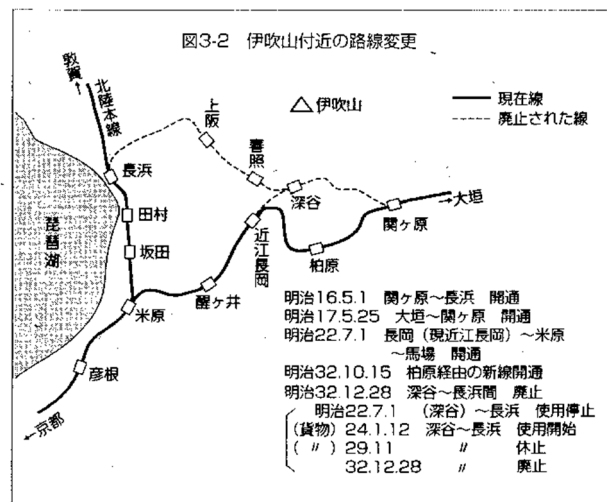 図3-2 伊吹山付近の路線変更
敦賀
北陸本線
上阪
伊吹山
現在線
廃止された線
春照
長浜
深谷
大垣
関ヶ原
田村
近江長岡
琵琶湖
坂田
柏原
醒ヶ井
米原
彦根
京都
明治16.5.1 関ヶ原〜長浜 開通
明治17.5.25 大垣〜関ヶ原 開通
明治22.7.1 長岡(現近江長岡)〜米原
〜馬場 開通
明治32.10.15 柏原経由の新線開通
明治32.12.28 深谷〜長浜間 廃止
明治22.7.1 (深谷)〜長浜 使用停止
(貨物) 24.1.12 深谷〜長浜 使用開始
( 〃 ) 29.11 〃 休止
32.12.28 〃 廃止